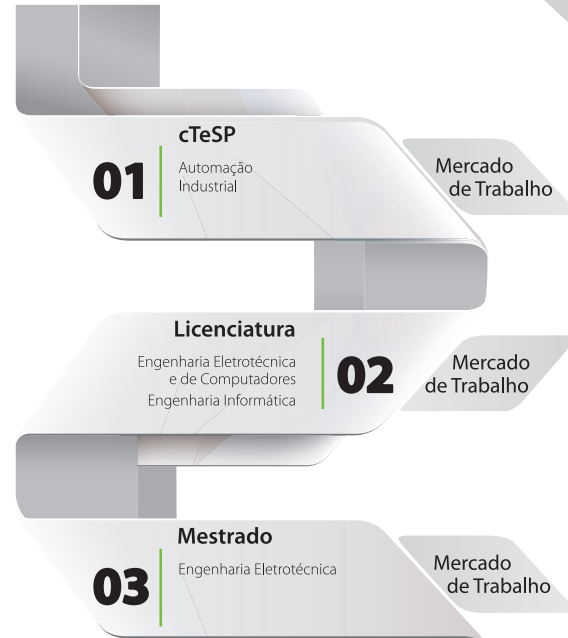 cTeSP
01
Automação
Industrial
Mercado
de Trabalho
Licenciatura
Engenharia Eletrotécnica
e de Computadores
Engenharia Informática
02
Mercado
de Trabalho
Mestrado
03
Engenharia Eletrotécnica
Mercado
de Trabalho